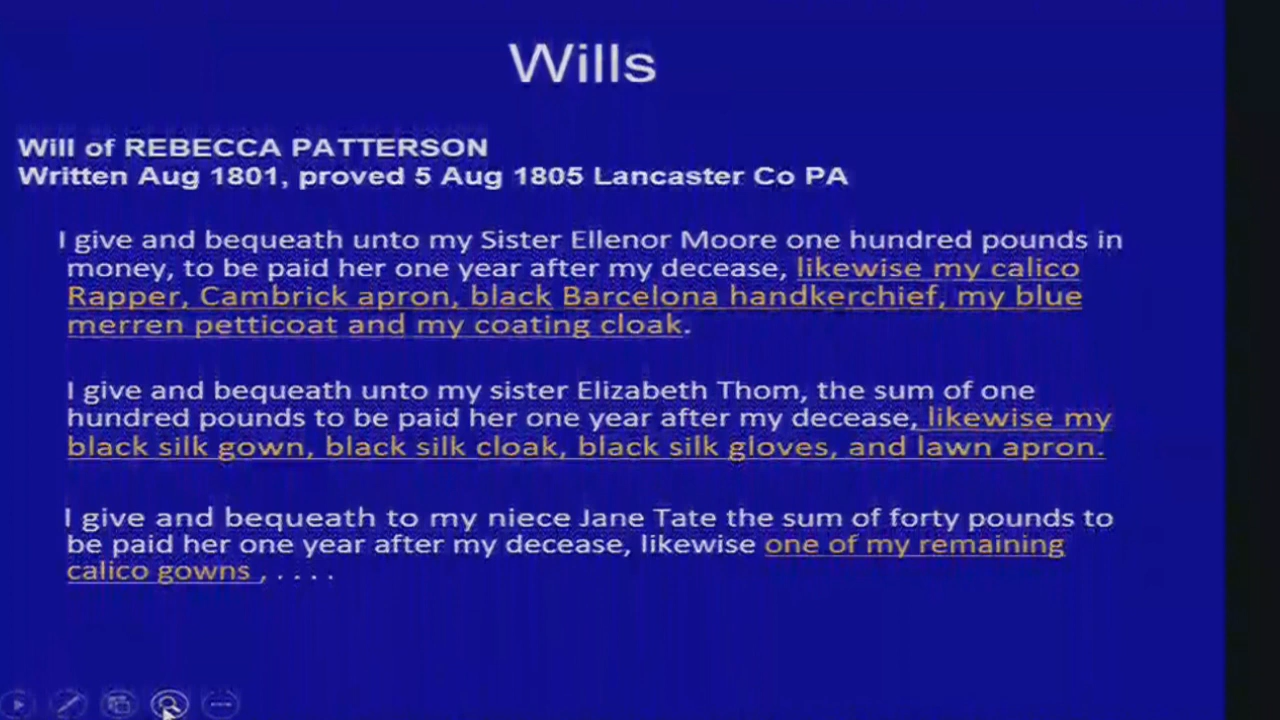 Wills
Will of REBECCA PATTERSON
Written Aug 1801, proved 5 Aug 1805 Lancaster Co PA
I give and bequeath unto my Sister Ellenor Moore one hundred pounds in
money, to be paid her one year after my decease, likewise my calico
Rapper, Cambrick apron, black Barcelona handkerchief, my blue
merren petticoat and my coating cloak.
I give and bequeath unto my sister Elizabeth Thom, the sum of one
hundred pounds to be paid her one year after my decease, likewise my
black silk gown, black silk cloak, black silk gloves, and lawn apron.
I give and bequeath to my niece Jane Tate the sum of forty pounds to
be paid her one year after my decease, likewise one of my remaining
calico gowns , . . . .